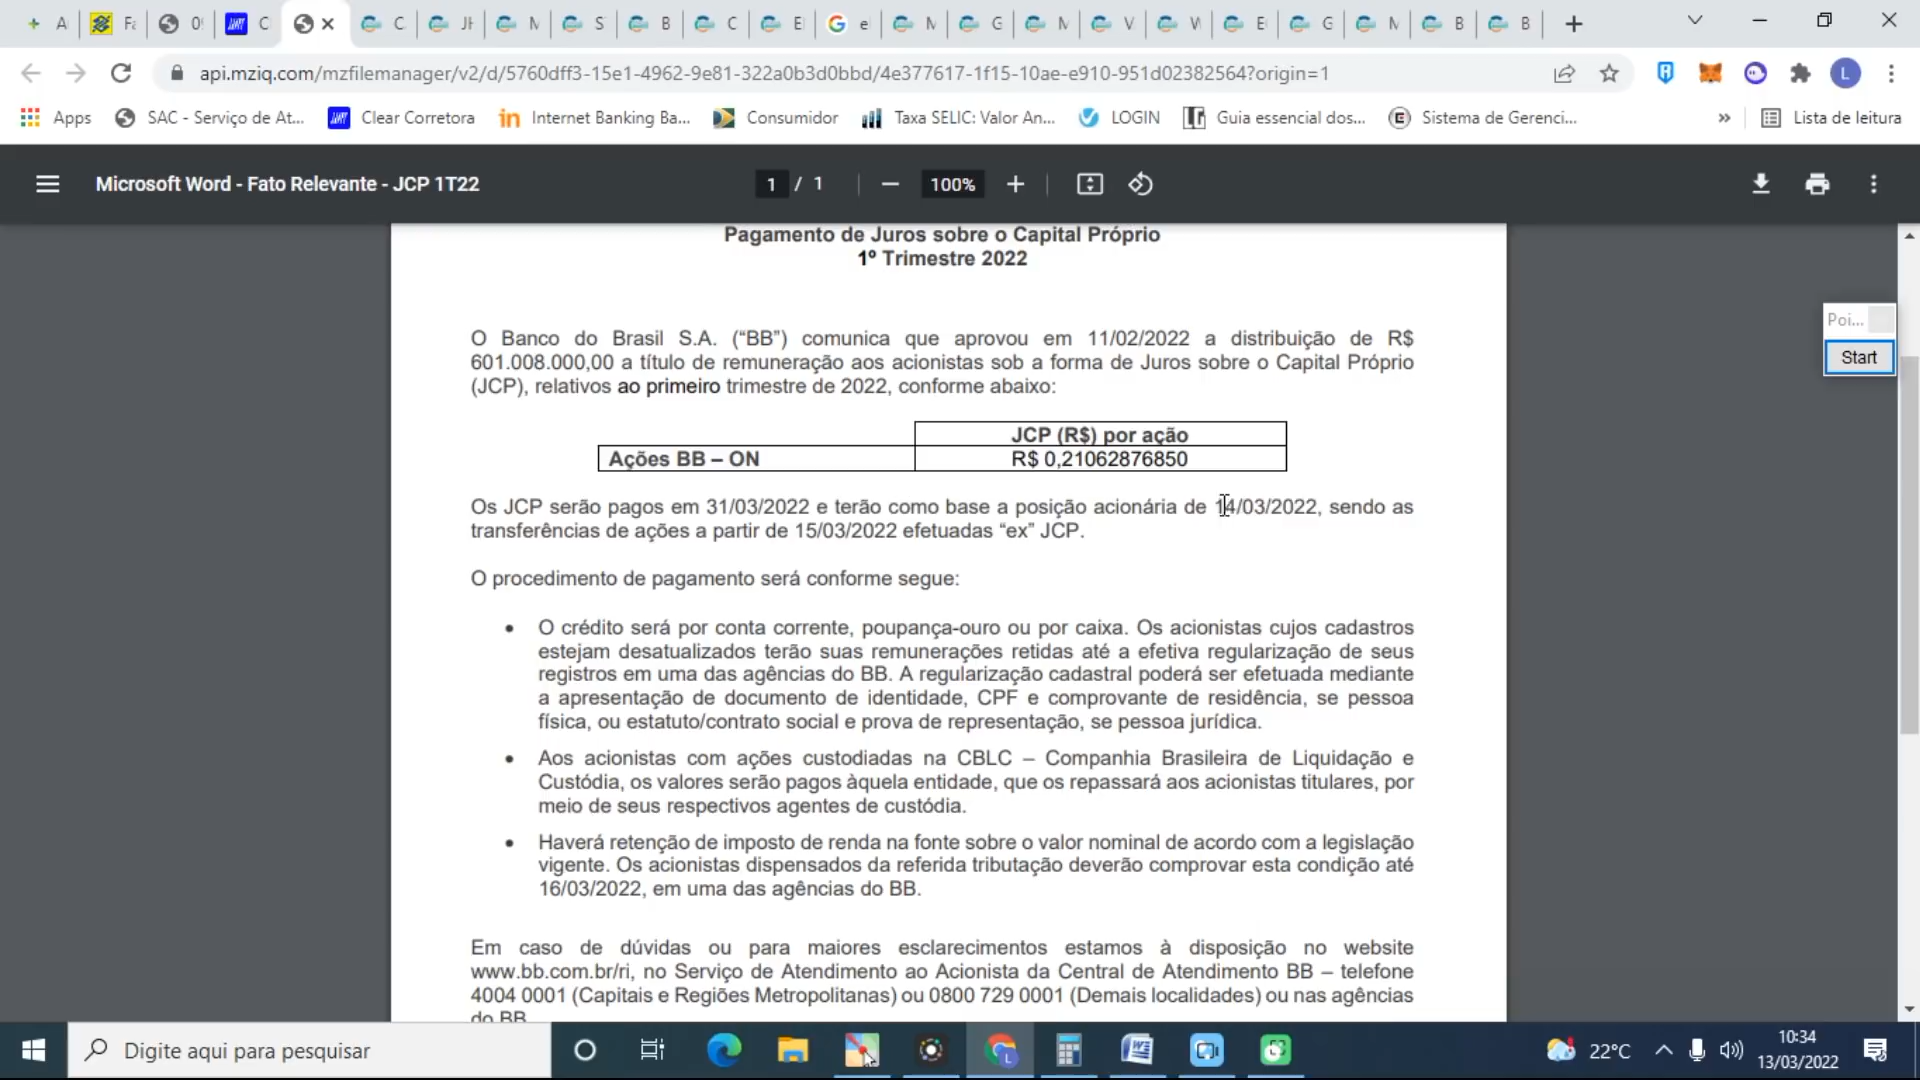 A
Fa
09
C
C
JH
M
S
B
C
E
e
M
G
M
V
W
E
G
M
B
B
api.mziq.com/mzfilemanager/v2/d/5760dff3-15e1-4962-9e81-322a0b3d0bbd/4e377617-1f15-10ae-e910-951d02382564?origin=1
L
Apps
SAC - Serviço de At...
Clear Corretora
Internet Banking Ba...
Consumidor
Taxa SELIC: Valor An...
LOGIN
Guia essencial dos...
Sistema de Gerenci...
»
Lista de leitura
Microsoft Word - Fato Relevante - JCP 1T22
1 / 1
100%
Pagamento de Juros sobre o Capital Próprio
1º Trimestre 2022
Poi...
Start
O Banco do Brasil S.A. (“BB”) comunica que aprovou em 11/02/2022 a distribuição de R$
601.008.000,00 a título de remuneração aos acionistas sob a forma de Juros sobre o Capital Próprio
(JCP), relativos ao primeiro trimestre de 2022, conforme abaixo:
JCP (R$) por ação
Ações BB – ON R$ 0,21062876850
Os JCP serão pagos em 31/03/2022 e terão como base a posição acionária de 14/03/2022, sendo as
transferências de ações a partir de 15/03/2022 efetuadas “ex” JCP.
O procedimento de pagamento será conforme segue:
• O crédito será por conta corrente, poupança-ouro ou por caixa. Os acionistas cujos cadastros
estejam desatualizados terão suas remunerações retidas até a efetiva regularização de seus
registros em uma das agências do BB. A regularização cadastral poderá ser efetuada mediante
a apresentação de documento de identidade, CPF e comprovante de residência, se pessoa
física, ou estatuto/contrato social e prova de representação, se pessoa jurídica.
• Aos acionistas com ações custodiadas na CBLC – Companhia Brasileira de Liquidação e
Custódia, os valores serão pagos àquela entidade, que os repassará aos acionistas titulares, por
meio de seus respectivos agentes de custódia.
• Haverá retenção de imposto de renda na fonte sobre o valor nominal de acordo com a legislação
vigente. Os acionistas dispensados da referida tributação deverão comprovar esta condição até
16/03/2022, em uma das agências do BB.
Em caso de dúvidas ou para maiores esclarecimentos estamos à disposição no website
www.bb.com.br/ri, no Serviço de Atendimento ao Acionista da Central de Atendimento BB – telefone
4004 0001 (Capitais e Regiões Metropolitanas) ou 0800 729 0001 (Demais localidades) ou nas agências
do BB
Digite aqui para pesquisar
22°C
10:34
13/03/2022